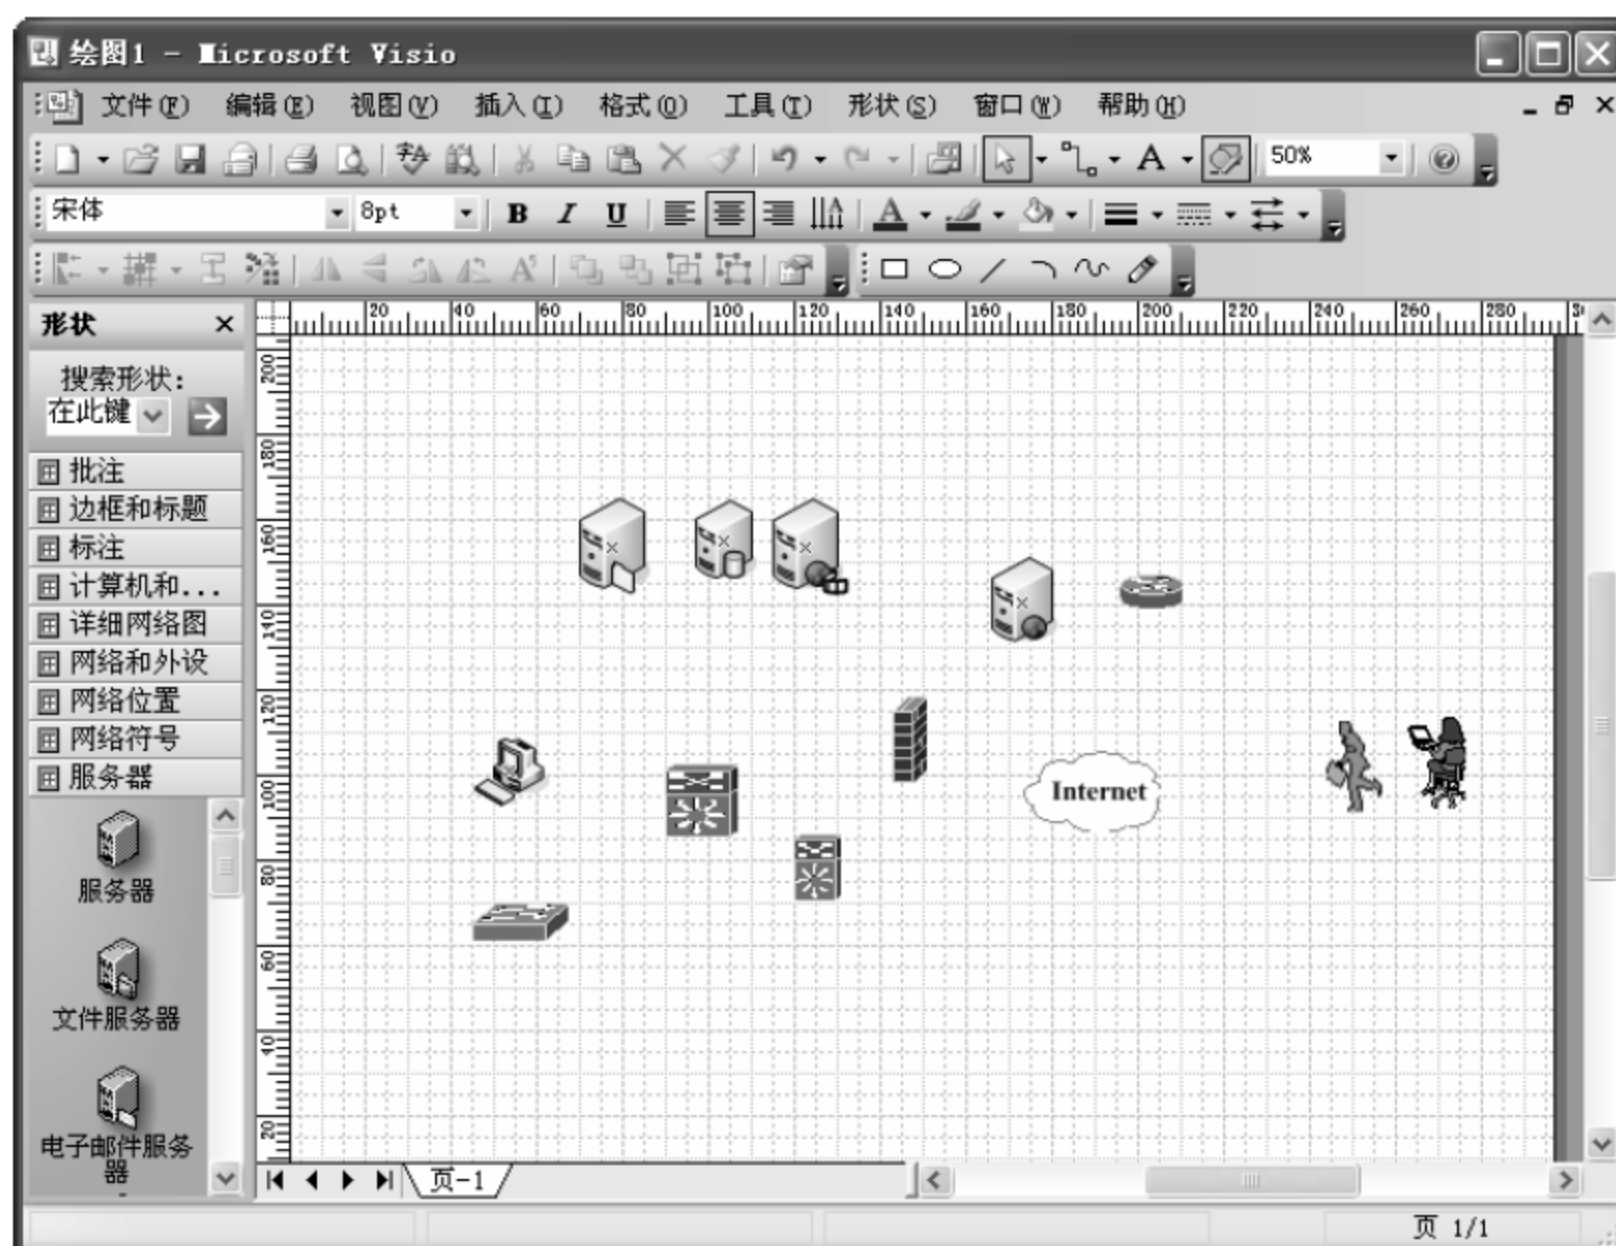 绘图1 - Microsoft Visio
文件(F) 编辑(E) 视图(V) 插入(I) 格式(O) 工具(T) 形状(S) 窗口(W) 帮助(H)
50%
宋体 8pt B I U A
形状
20 40 60 80 100 120 140 160 180 200 220 240 260 280
搜索形状:
在此键
批注
边框和标题
标注
计算机和...
详细网络图
网络和外设
网络位置
网络符号
服务器
服务器
文件服务器
电子邮件服务
器
200
180
160
140
120
100
80
60
40
20
Internet
页-1
页 1/1